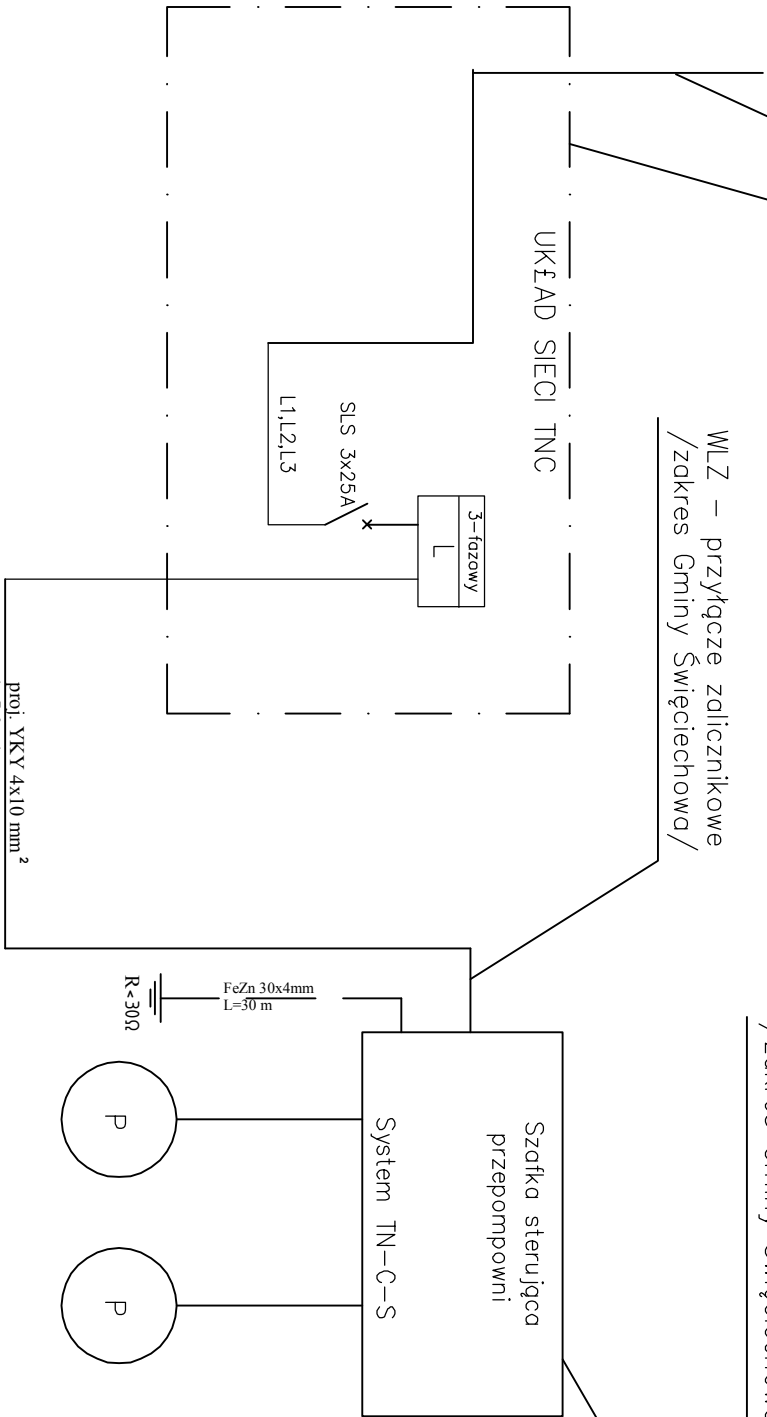 UKŁAD SIECI TNC
WLZ – przyłącze zalicznikowe
/zakres Gminy Święciechowa/
3–fazowy
L
SLS 3x25A
L1,L2,L3
proj. YKY 4x10 mm²
FeZn 30x4mm
L=30 m
R<30Ω
Szafka sterująca
przepompowni
System TN–C–S
P
P